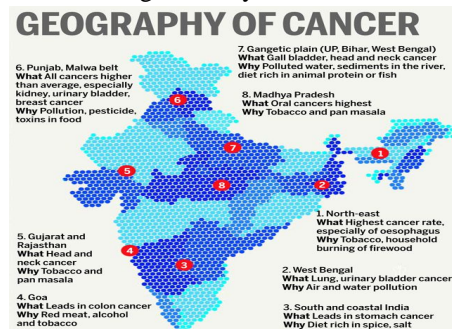 GEOGRAPHY OF CANCER
6. Punjab, Malwa belt
What All cancers higher
than average, especially
kidney, urinary bladder,
breast cancer
Why Pollution, pesticide,
toxins in food
7. Gangetic plain (UP, Bihar, West Bengal)
What Gall bladder, head and neck cancer
Why Polluted water, sediments in the river,
diet rich in animal protein or fish
8. Madhya Pradesh
What Oral cancers highest
Why Tobacco and pan masala
6
7
1
5
8
2
4
3
5. Gujarat and
Rajasthan
What Head and
neck cancer
Why Tobacco and
pan masala
4. Goa
What Leads in colon cancer
Why Red meat, alcohol
and tobacco
1. North-east
What Highest cancer rate,
especially of oesophagus
Why Tobacco, household
burning of firewood
2. West Bengal
What Lung, urinary bladder cancer
Why Air and water pollution
3. South and coastal India
What Leads in stomach cancer
Why Diet rich in spice, salt